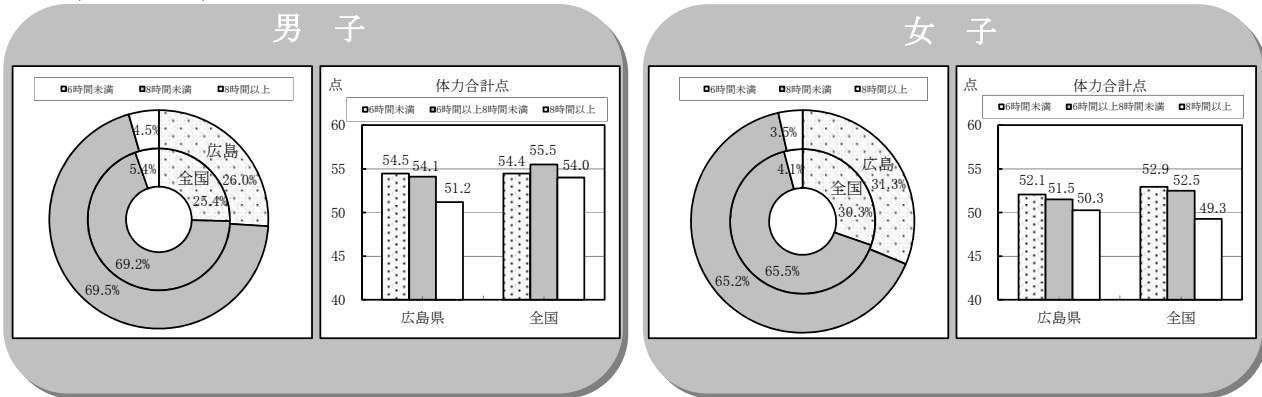 男 子
6時間未満 8時間未満 8時間以上
4.5%
広島
5.4%
全国
26.0%
25.4%
69.2%
69.5%
点 体力合計点
6時間未満 6時間以上8時間未満 8時間以上
60
55
50
45
40
54.5 54.1 51.2 54.4 55.5 54.0
広島県 全国
女 子
6時間未満 8時間未満 8時間以上
3.5%
広島
4.1%
全国
31.3%
30.3%
65.5%
65.2%
点 体力合計点
6時間未満 6時間以上8時間未満 8時間以上
60
55
50
45
40
52.1 51.5 50.3 52.9 52.5 49.3
広島県 全国